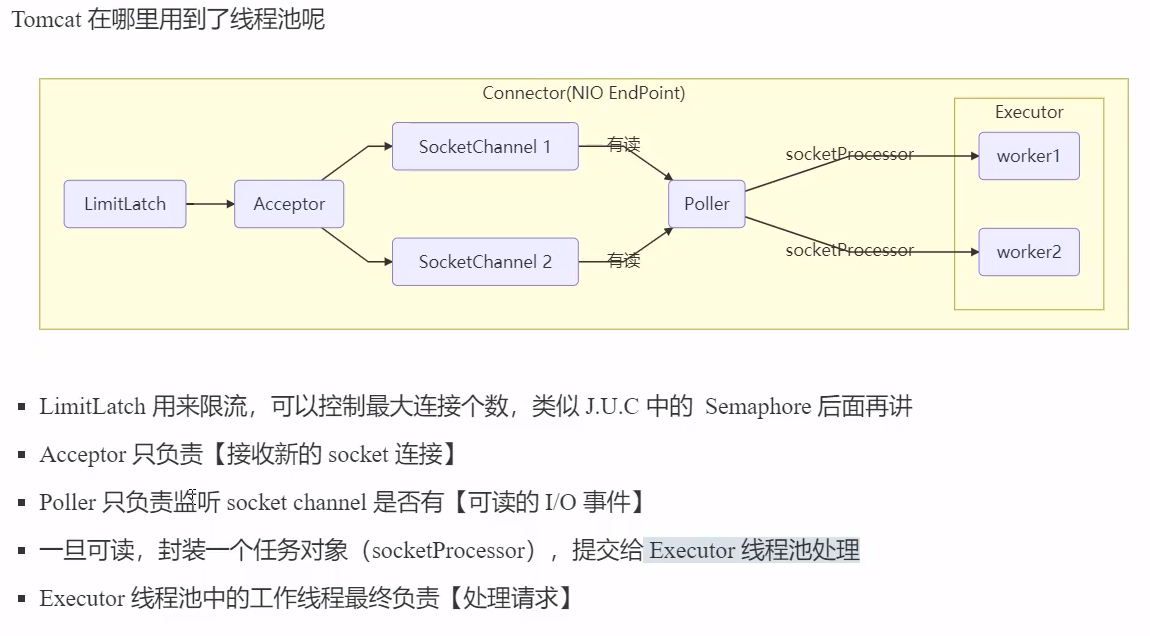 Tomcat 在哪里用到了线程池呢
Connector(NIO EndPoint)
Executor
LimitLatch
Acceptor
SocketChannel 1
有读
SocketChannel 2
有读
Poller
socketProcessor
worker1
socketProcessor
worker2
LimitLatch 用来限流，可以控制最大连接个数，类似 J.U.C 中的 Semaphore 后面再讲
Acceptor 只负责【接收新的 socket 连接】
Poller 只负责监听 socket channel 是否有【可读的 I/O 事件】
一旦可读，封装一个任务对象（socketProcessor），提交给 Executor 线程池处理
Executor 线程池中的工作线程最终负责【处理请求】